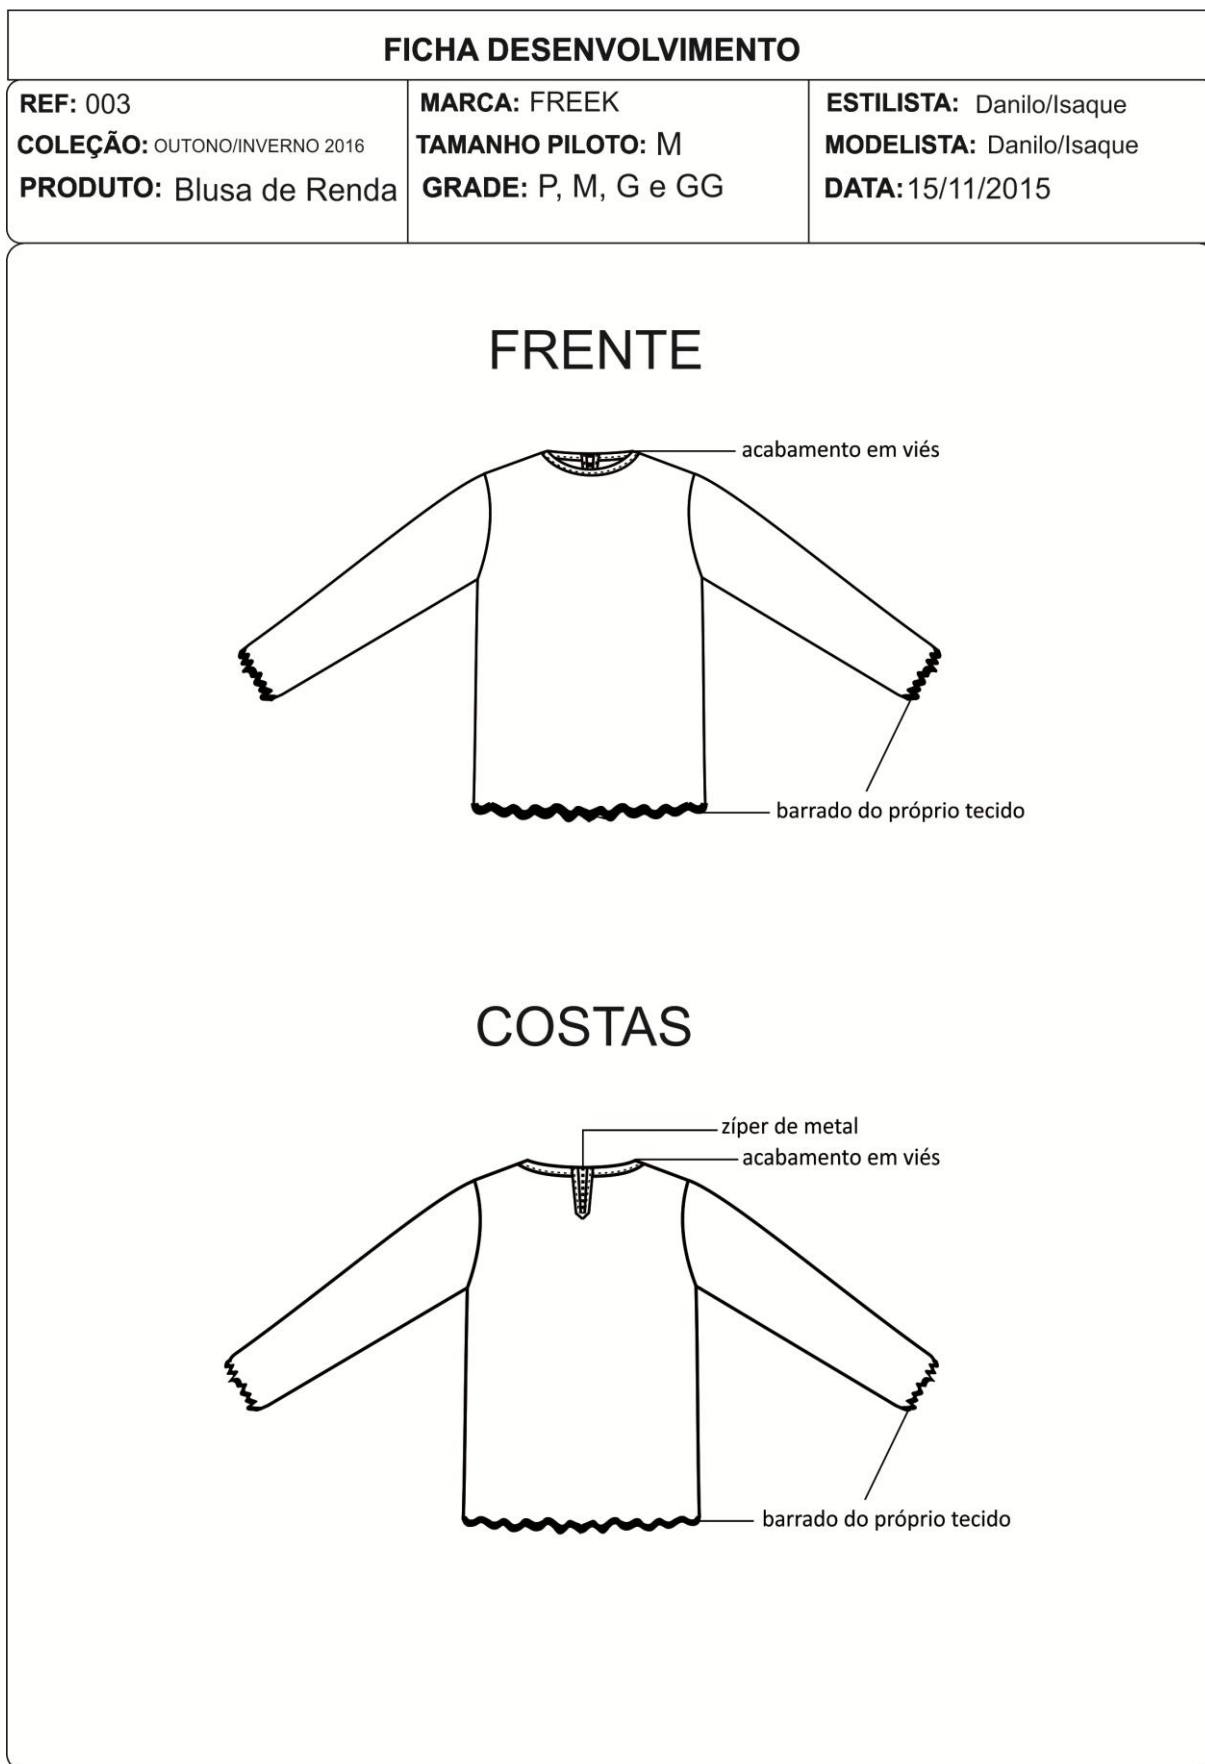 FICHA DESENVOLVIMENTO
REF: 003
COLEÇÃO: OUTONO/INVERNO 2016
PRODUTO: Blusa de Renda
MARCA: FREEK
TAMANHO PILOTO: M
GRADE: P, M, G e GG
ESTILISTA: Danilo/Isaque
MODELISTA: Danilo/Isaque
DATA: 15/11/2015
FRENTE
acabamento em viés
barrado do próprio tecido
COSTAS
zíper de metal
acabamento em viés
barrado do próprio tecido